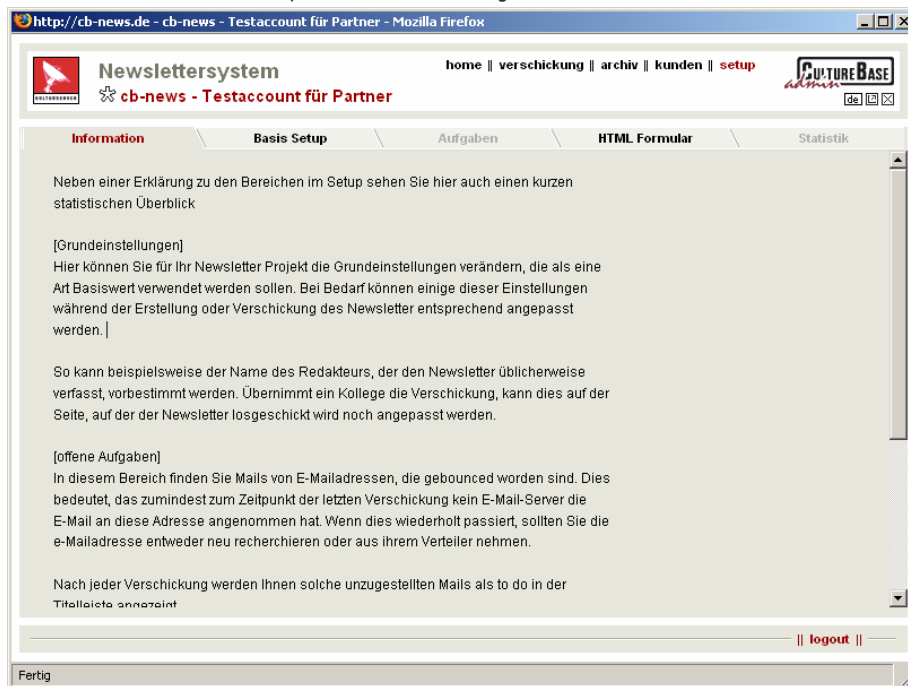 http://cb-news.de - cb-news - Testaccount für Partner - Mozilla Firefox
Newslettersystem
home || verschickung || archiv || kunden || setup
cb-news - Testaccount für Partner
KULTURSERVER
CULTUREBASE
admin
de
Information
Basis Setup
Aufgaben
HTML Formular
Statistik
Neben einer Erklärung zu den Bereichen im Setup sehen Sie hier auch einen kurzen
statistischen Überblick
[Grundeinstellungen]
Hier können Sie für Ihr Newsletter Projekt die Grundeinstellungen verändern, die als eine
Art Basiswert verwendet werden sollen. Bei Bedarf können einige dieser Einstellungen
während der Erstellung oder Verschickung des Newsletter entsprechend angepasst
werden.
So kann beispielsweise der Name des Redakteurs, der den Newsletter üblicherweise
verfasst, vorbestimmt werden. Übernimmt ein Kollege die Verschickung, kann dies auf der
Seite, auf der der Newsletter losgeschickt wird noch angepasst werden.
[offene Aufgaben]
In diesem Bereich finden Sie Mails von E-Mailadressen, die gebounced worden sind. Dies
bedeutet, das zumindest zum Zeitpunkt der letzten Verschickung kein E-Mail-Server die
E-Mail an diese Adresse angenommen hat. Wenn dies wiederholt passiert, sollten Sie die
e-Mailadresse entweder neu recherchieren oder aus ihrem Verteiler nehmen.
Nach jeder Verschickung werden Ihnen solche unzugestellten Mails als to do in der
Titelleiste angezeigt
|| logout ||
Fertig